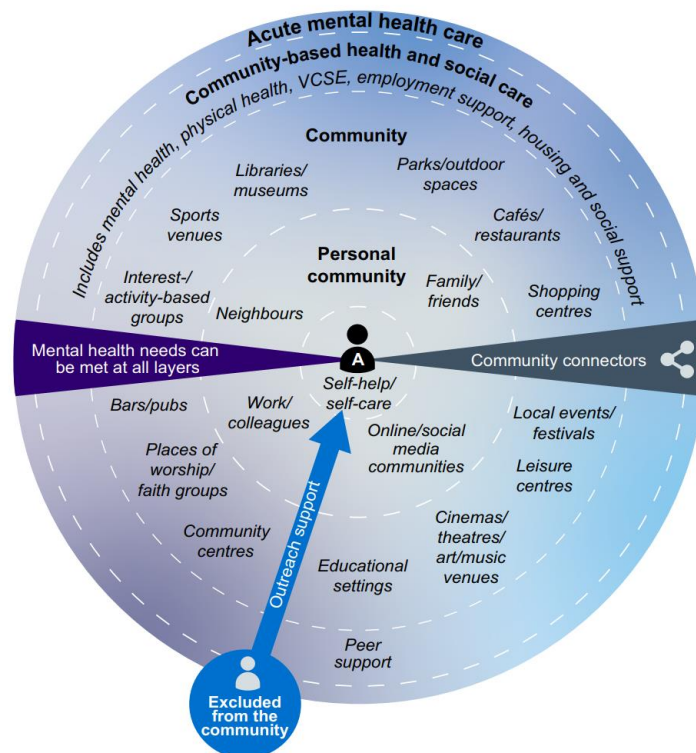 Acute mental health care
Community-based health and social care
Includes mental health, physical health, VCSE, employment support, housing and social support
Community
Libraries/
museums
Parks/outdoor
spaces
Sports
venues
Cafés/
restaurants
Personal
community
Interest-/
activity-based
groups
Neighbours
Family/
friends
Shopping
centres
Mental health needs can
be met at all layers
A
Community connectors
Self-help/
self-care
Bars/pubs
Work/
colleagues
Online/social
media
communities
Local events/
festivals
Places of
worship/
faith groups
Leisure
centres
Community
centres
Outreach support
Educational
settings
Cinemas/
theatres/
art/music
venues
Peer
support
Excluded
from the
community